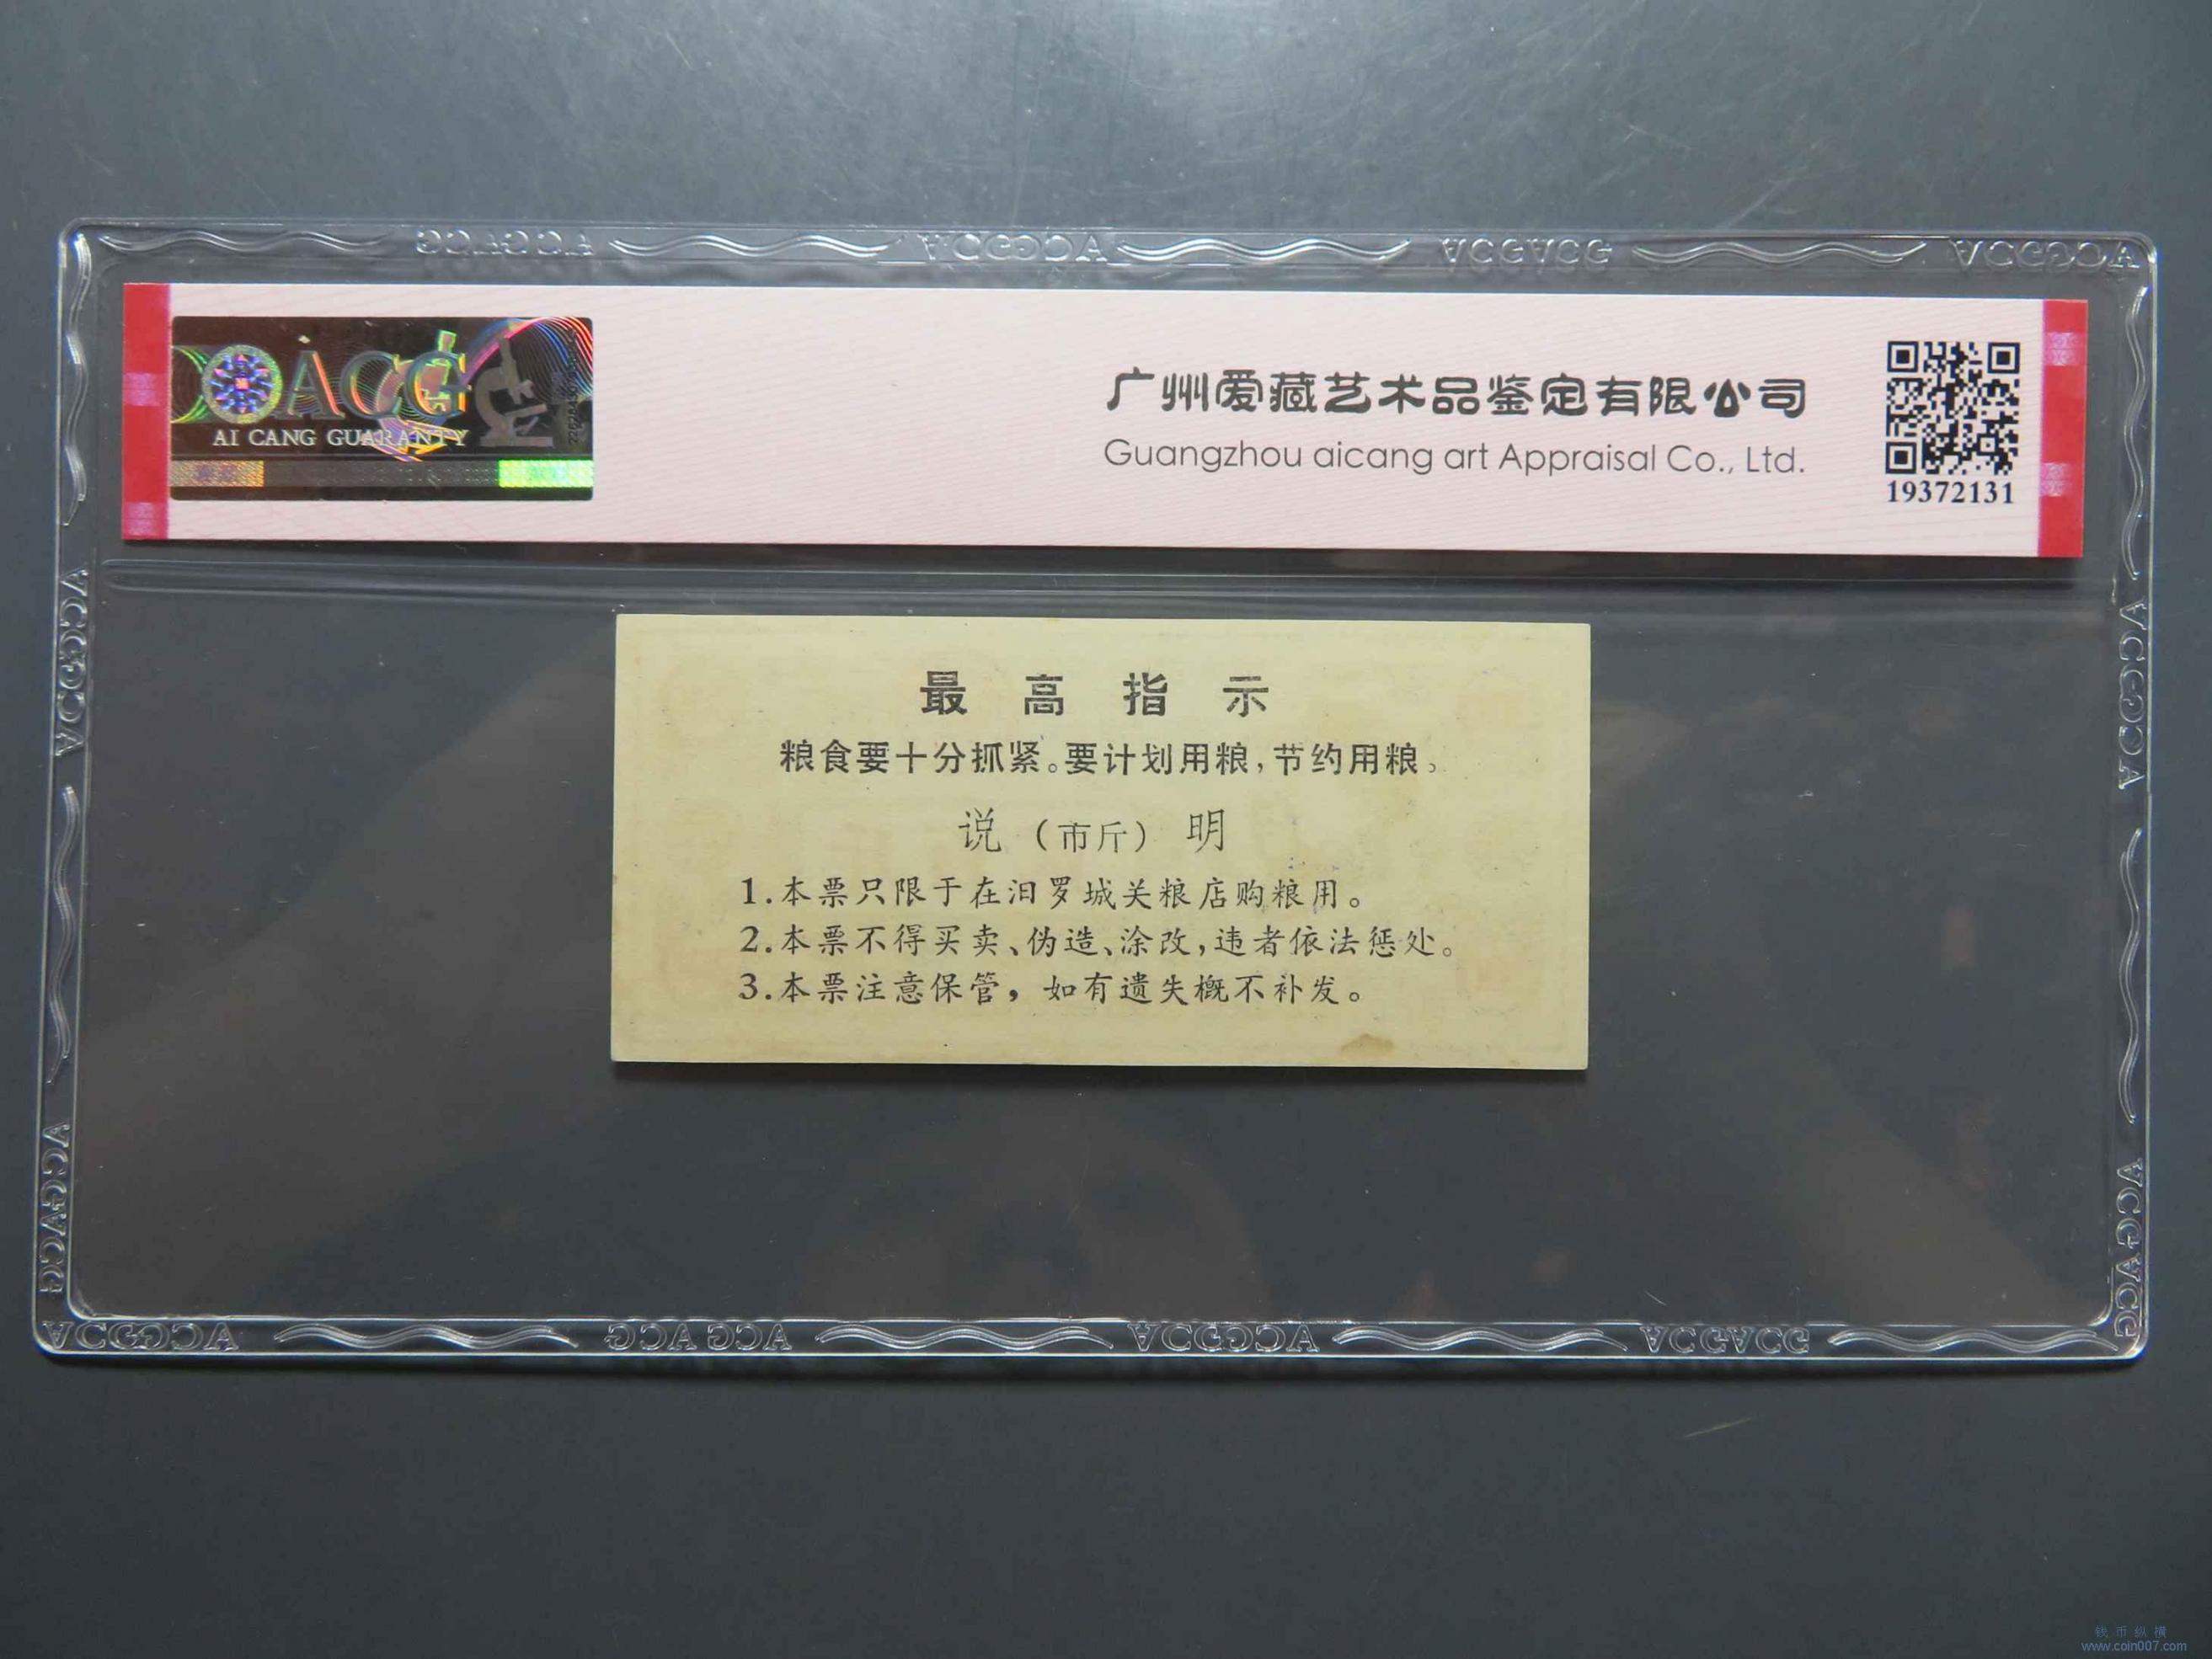 ACG
AI CANG GUARANTY
广州爱藏艺术品鉴定有限公司
Guangzhou aicang art Appraisal Co., Ltd.
19372131
最高指示
粮食要十分抓紧。要计划用粮,节约用粮。
说(市斤)明
1.本票只限于在汨罗城关粮店购粮用。
2.本票不得买卖、伪造、涂改,违者依法惩处。
3.本票注意保管,如有遗失概不补发。
钱币纵横
www.coin007.com